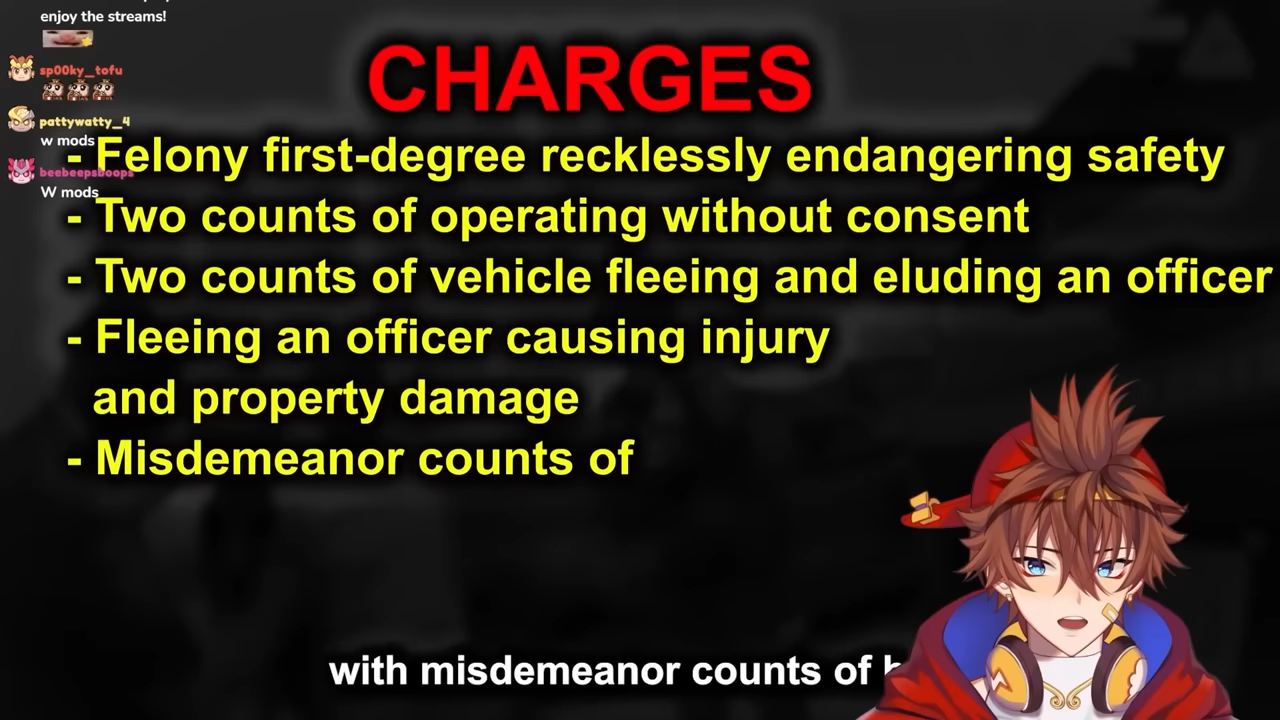 enjoy the streams!
sp00ky_tofu
pattywatty_4
w mods
beebeepsboops
W mods
CHARGES
- Felony first-degree recklessly endangering safety
- Two counts of operating without consent
- Two counts of vehicle fleeing and eluding an officer
- Fleeing an officer causing injury
and property damage
- Misdemeanor counts of
with misdemeanor counts of